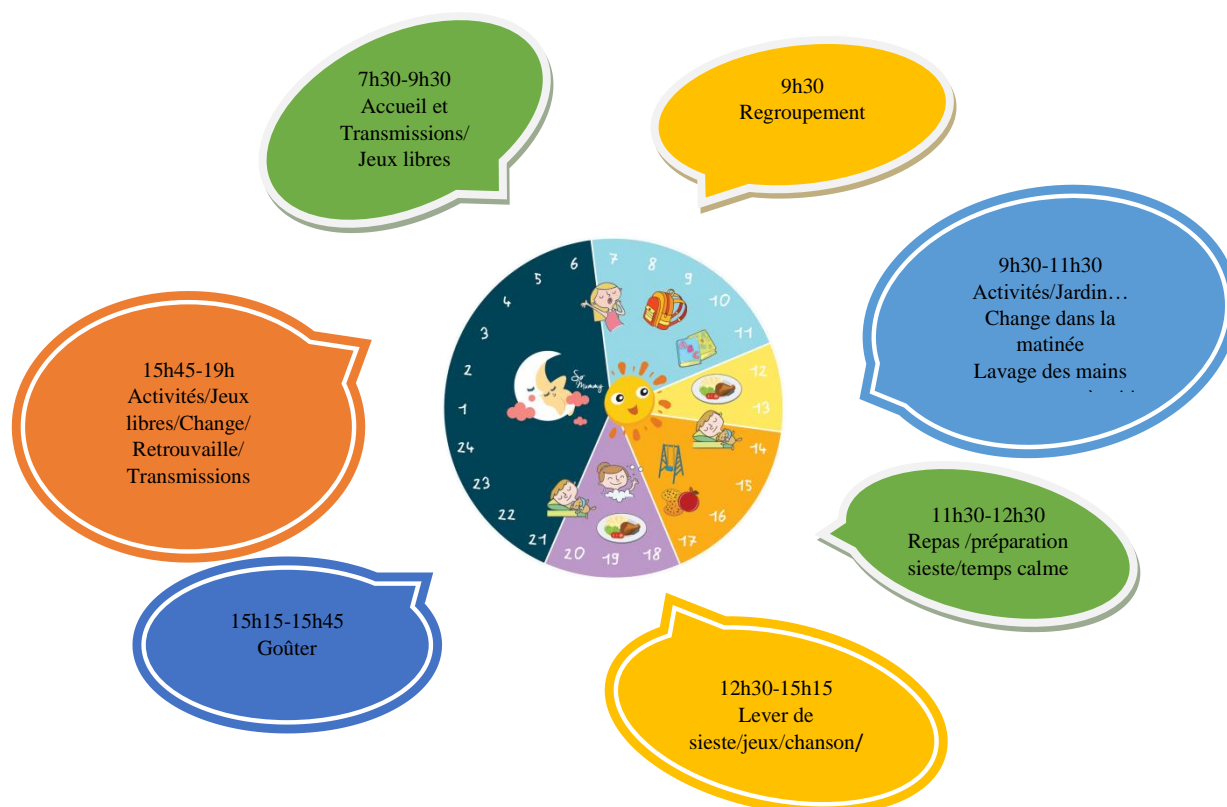 7h30-9h30
Accueil et
Transmissions/
Jeux libres
9h30
Regroupement
9h30-11h30
Activités/Jardin…
Change dans la
matinée
Lavage des mains
11h30-12h30
Repas /préparation
sieste/temps calme
12h30-15h15
Lever de
sieste/jeux/chanson/
15h15-15h45
Goûter
15h45-19h
Activités/Jeux
libres/Change/
Retrouvaille/
Transmissions
1
2
3
4
5
6
7
8
9
10
11
12
13
14
15
16
17
18
19
20
21
22
23
24
So
Mummy